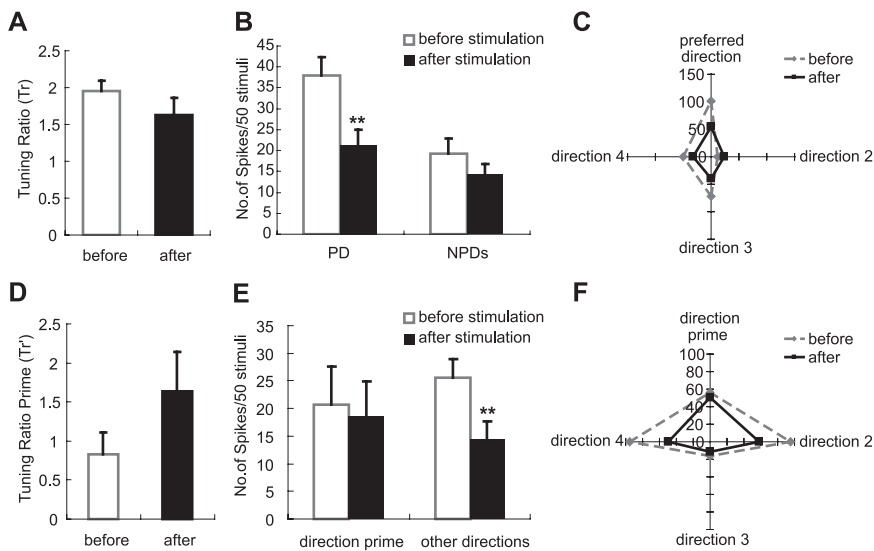 A
Tuning Ratio (Tr)
2.5
2
1.5
1
0.5
0
before after
B
before stimulation
after stimulation
No.of Spikes/50 stimuli
45
40
35
30
25
20
15
10
5
0
**
PD NPDs
C
preferred
direction
before
after
150
100
50
0
direction 4
direction 2
direction 3
D
Tuning Ratio Prime (Tr')
2.5
2
1.5
1
0.5
0
before after
E
before stimulation
after stimulation
No.of Spikes/50 stimuli
35
30
25
20
15
10
5
0
**
direction prime other directions
F
direction
prime
before
after
100
80
60
40
20
0
direction 4
direction 2
direction 3